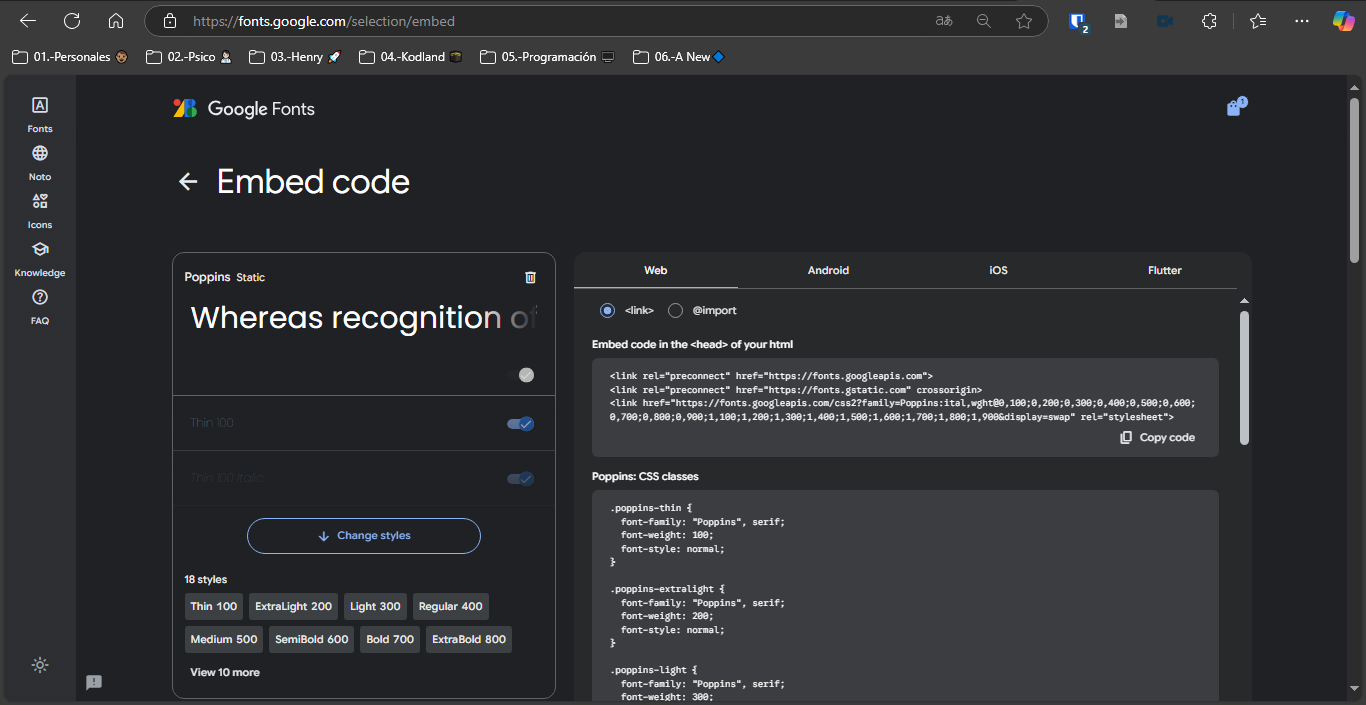 https://fonts.google.com/selection/embed
aあ
2
01.-Personales 02.-Psico 03.-Henry 04.-Kodland 05.-Programación 06.-A New
Fonts
Noto
Icons
Knowledge
FAQ
Google Fonts
1
Embed code
Poppins Static
Whereas recognition of
Thin 100
Thin 100 Italic
Change styles
18 styles
Thin 100 ExtraLight 200 Light 300 Regular 400
Medium 500 SemiBold 600 Bold 700 ExtraBold 800
View 10 more
Web Android iOS Flutter
<link> @import
Embed code in the <head> of your html
<link rel="preconnect" href="https://fonts.googleapis.com">
<link rel="preconnect" href="https://fonts.gstatic.com" crossorigin>
<link href="https://fonts.googleapis.com/css2?family=Poppins:ital,wght@0,100;0,200;0,300;0,400;0,500;0,600;
0,700;0,800;0,900;1,100;1,200;1,300;1,400;1,500;1,600;1,700;1,800;1,900&display=swap" rel="stylesheet">
Copy code
Poppins: CSS classes
.poppins-thin {
font-family: "Poppins", serif;
font-weight: 100;
font-style: normal;
}
.poppins-extralight {
font-family: "Poppins", serif;
font-weight: 200;
font-style: normal;
}
.poppins-light {
font-family: "Poppins", serif;
font-weight: 300;